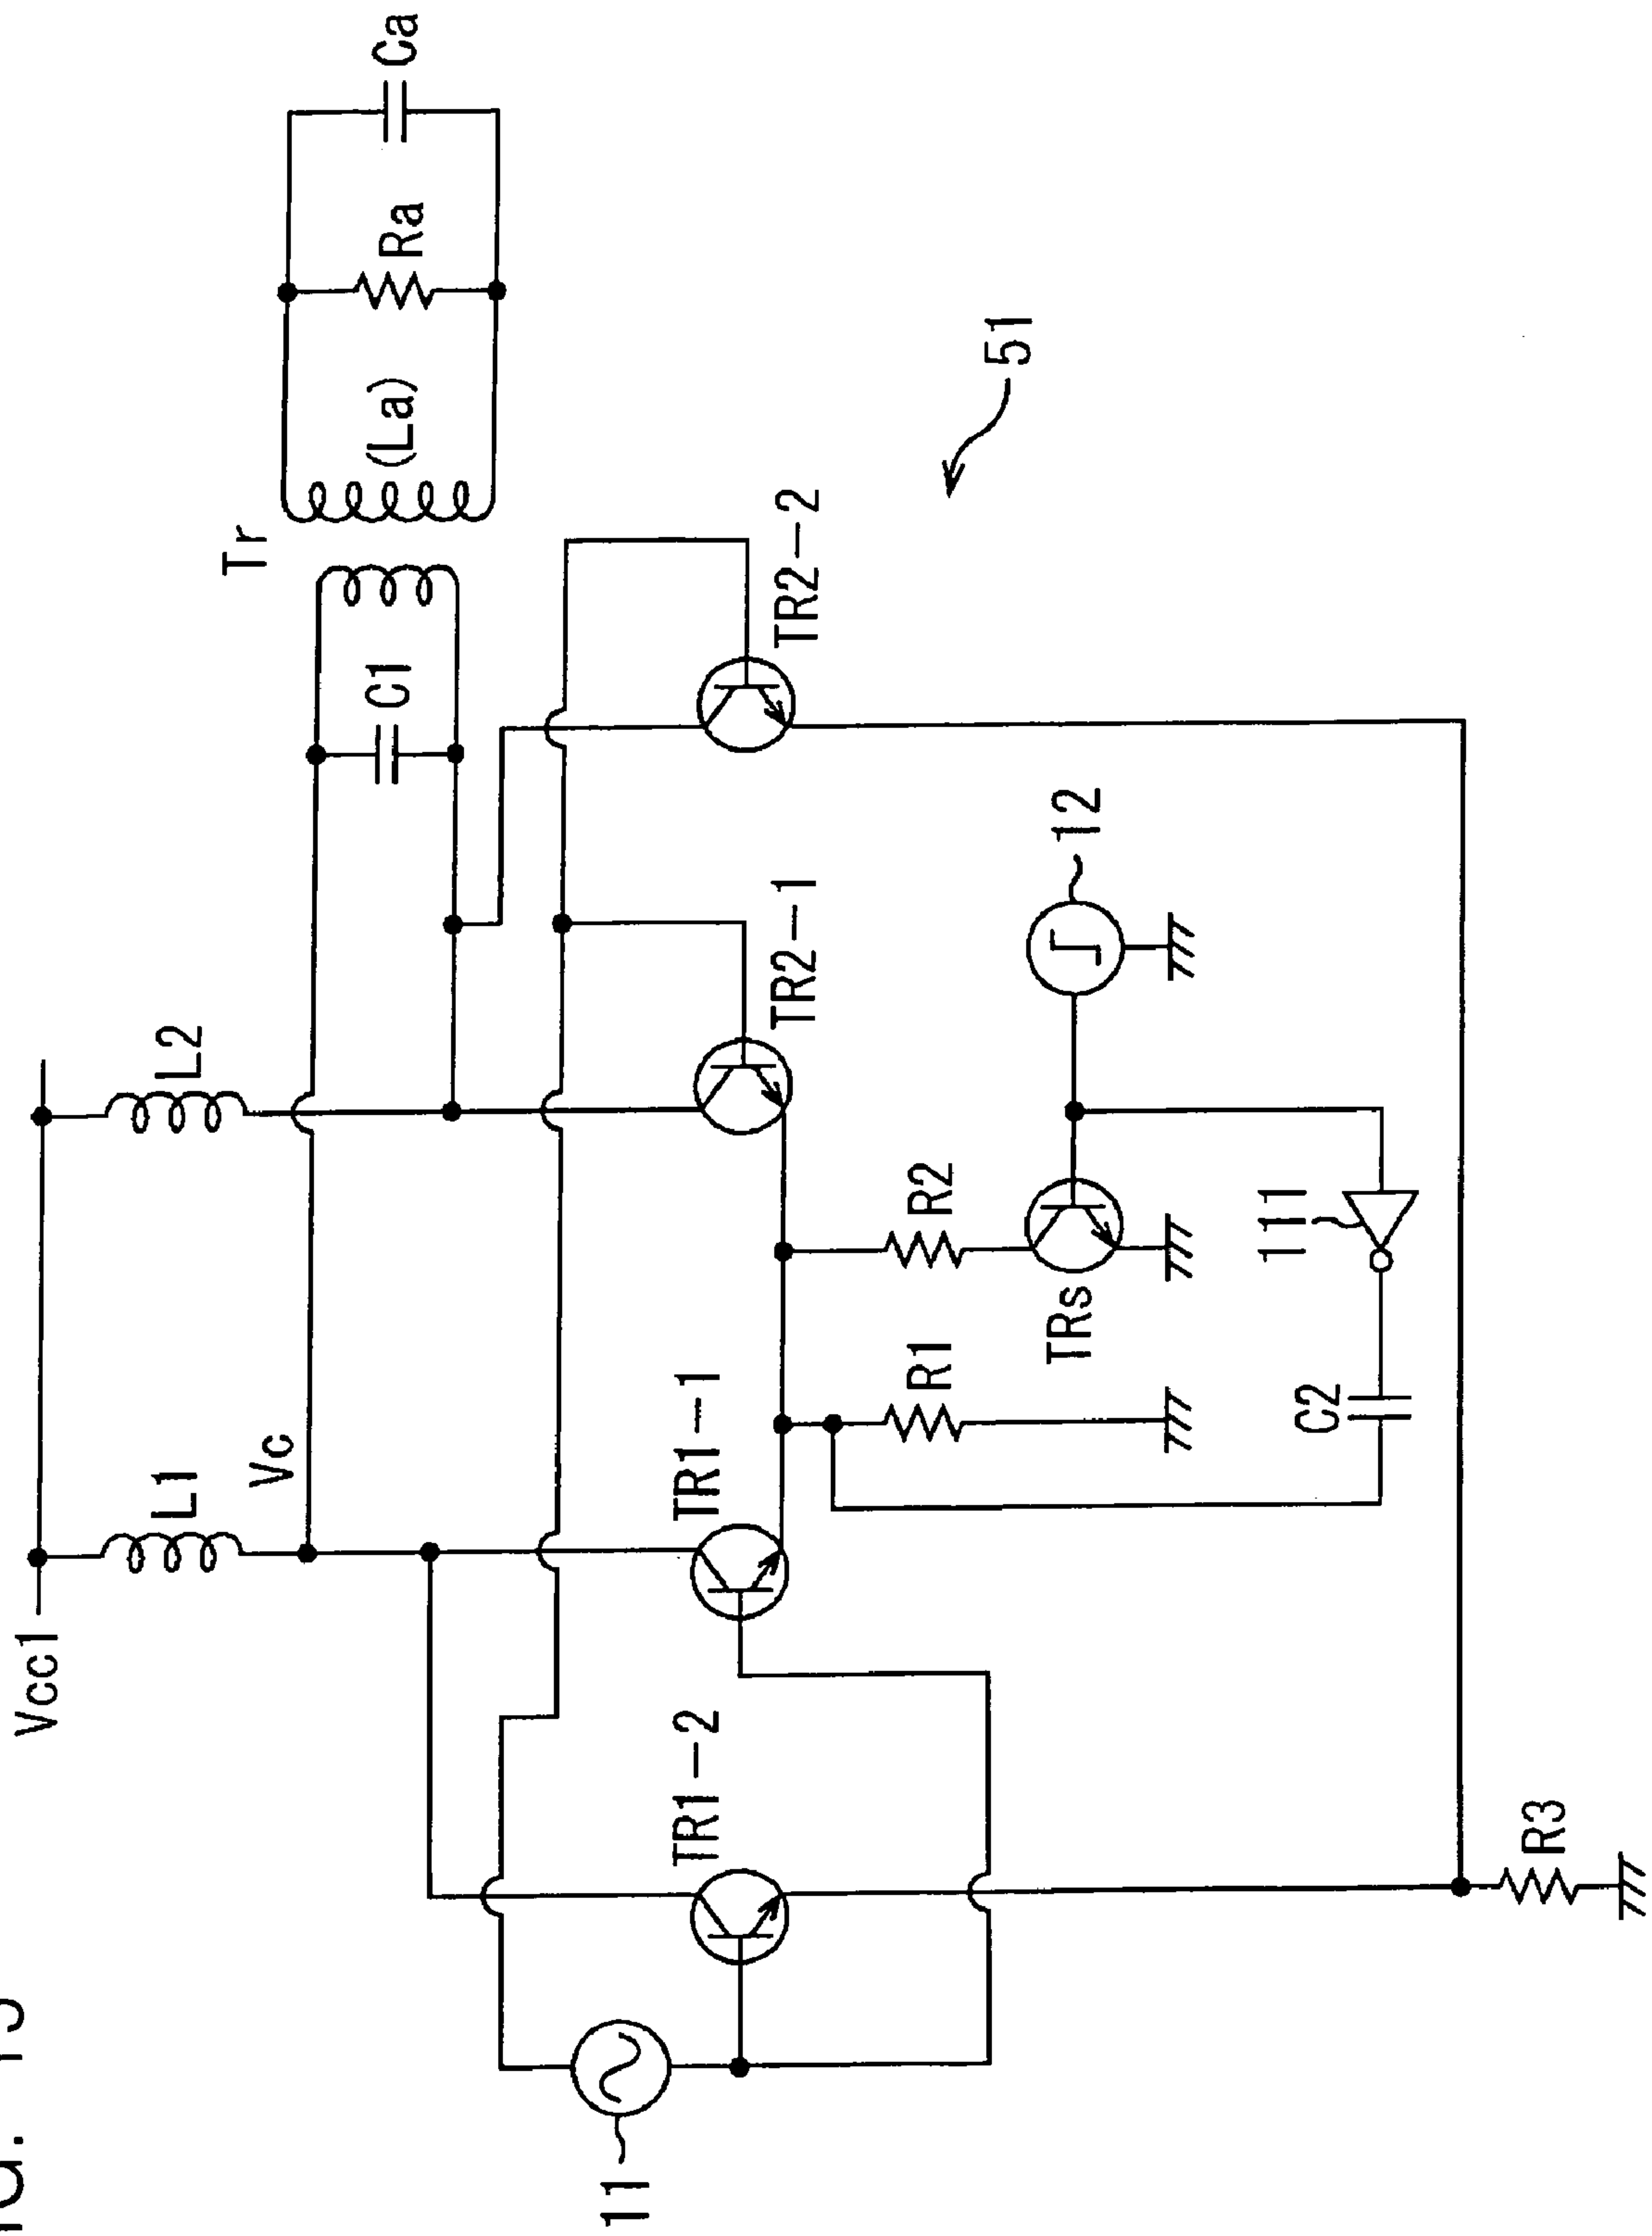 Vcc1
L1
L2
Vc
Tr
C1
(La)
Ra
Ca
11
TR1-2
TR1-1
TR2-1
TR2-2
51
R1
R2
TRs
12
C2
111
R3